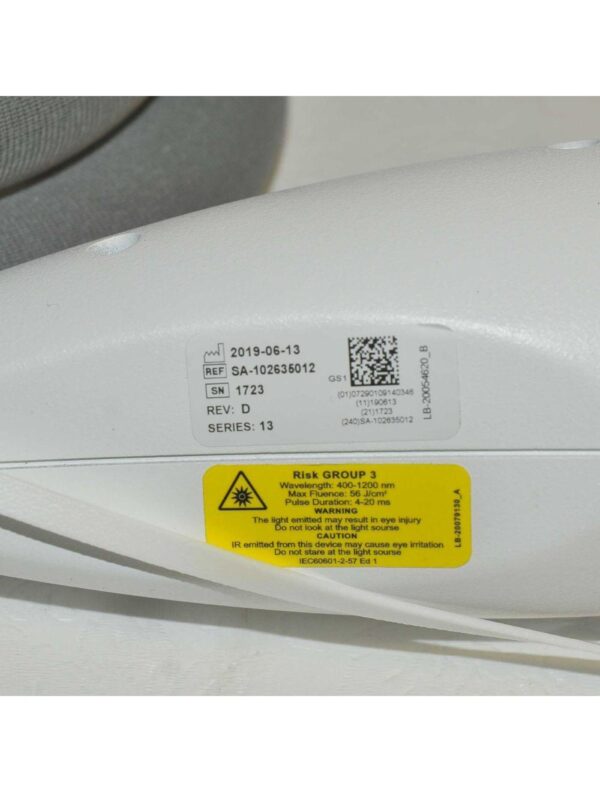 2019-06-13
REF SA-102635012
SN 1723
REV: D
SERIES: 13
GS1
(01)07290109140346
(11)190613
(21)1723
(240)SA-102635012
LB-20054620_B
Risk GROUP 3
Wavelength: 400-1200 nm
Max Fluence: 56 J/cm²
Pulse Duration: 4-20 ms
WARNING
The light emitted may result in eye injury
Do not look at the light sourse
CAUTION
IR emitted from this device may cause eye irritation
Do not stare at the light sourse
IEC60601-2-57 Ed 1
LB-20079130_A